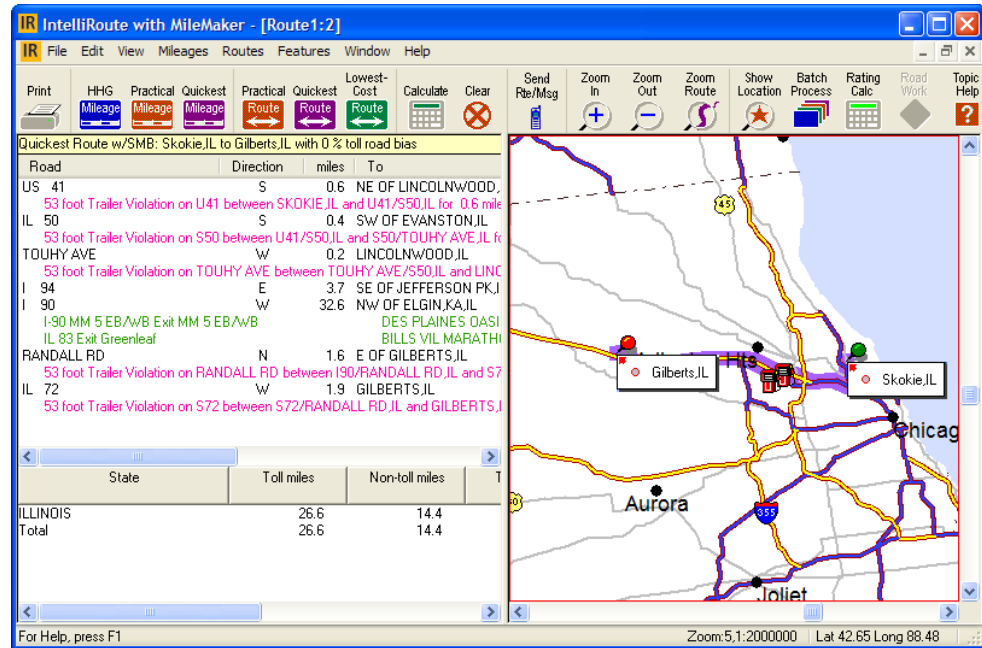 IR IntelliRoute with MileMaker - [Route1:2]
IR File Edit View Mileages Routes Features Window Help
Print HHG Mileage Practical Mileage Quickest Mileage Practical Route Quickest Route Lowest-Cost Route Calculate Clear Send Rte/Msg Zoom In Zoom Out Zoom Route Show Location Batch Process Rating Calc Road Work Topic Help
Quickest Route w/SMB: Skokie,IL to Gilberts,IL with 0 % toll road bias
Road Direction miles To
US 41 S 0.6 NE OF LINCOLNWOOD,
53 foot Trailer Violation on U41 between SKOKIE,IL and U41/S50,IL for 0.6 mile
IL 50 S 0.4 SW OF EVANSTON,IL
53 foot Trailer Violation on S50 between U41/S50,IL and S50/TOUHY AVE,IL fo
TOUHY AVE W 0.2 LINCOLNWOOD,IL
53 foot Trailer Violation on TOUHY AVE between TOUHY AVE/S50,IL and LINC
I 94 E 3.7 SE OF JEFFERSON PK,I
I 90 W 32.6 NW OF ELGIN,KA,IL
I-90 MM 5 EB/WB Exit MM 5 EB/WB DES PLAINES OASI
IL 83 Exit Greenleaf BILLS VIL MARATH
RANDALL RD N 1.6 E OF GILBERTS,IL
53 foot Trailer Violation on RANDALL RD between I90/RANDALL RD,IL and S7
IL 72 W 1.9 GILBERTS,IL
53 foot Trailer Violation on S72 between S72/RANDALL RD,IL and GILBERTS,I
State Toll miles Non-toll miles T
ILLINOIS 26.6 14.4
Total 26.6 14.4
45
Hts
Gilberts,IL
Skokie,IL
Chicag
Aurora
355
Joliet
For Help, press F1
Zoom:5,1:2000000 Lat 42.65 Long 88.48